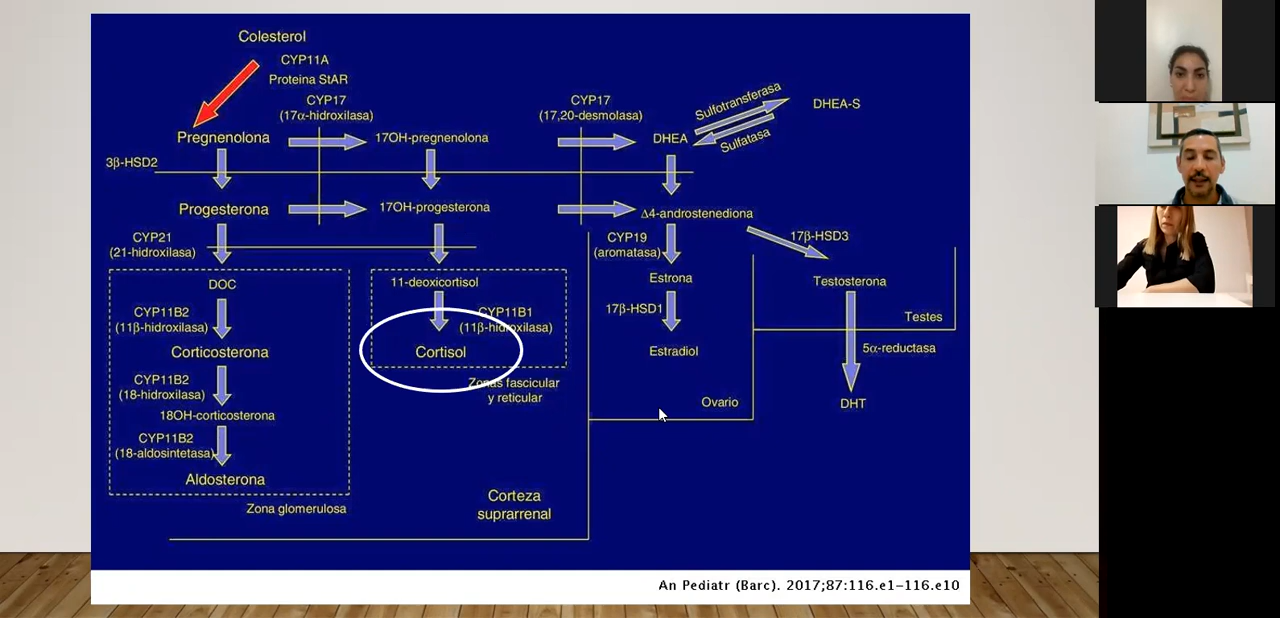 Colesterol
CYP11A
Proteina StAR
CYP17
(17α-hidroxilasa)
CYP17
(17,20-desmolasa)
Sulfotransferasa
Sulfatasa
DHEA-S
Pregnenolona
17OH-pregnenolona
DHEA
3β-HSD2
Progesterona
17OH-progesterona
Δ4-androstenediona
CYP21
(21-hidroxilasa)
CYP19
(aromatasa)
17β-HSD3
DOC
11-deoxicortisol
Estrona
Testosterona
CYP11B2
(11β-hidroxilasa)
CYP11B1
(11β-hidroxilasa)
17β-HSD1
Testes
Corticosterona
Cortisol
Estradiol
5α-reductasa
CYP11B2
(18-hidroxilasa)
Zonas fascicular
y reticular
Ovario
DHT
18OH-corticosterona
CYP11B2
(18-aldosintetasa)
Aldosterona
Zona glomerulosa
Corteza
suprarrenal
An Pediatr (Barc). 2017;87:116.e1–116.e10